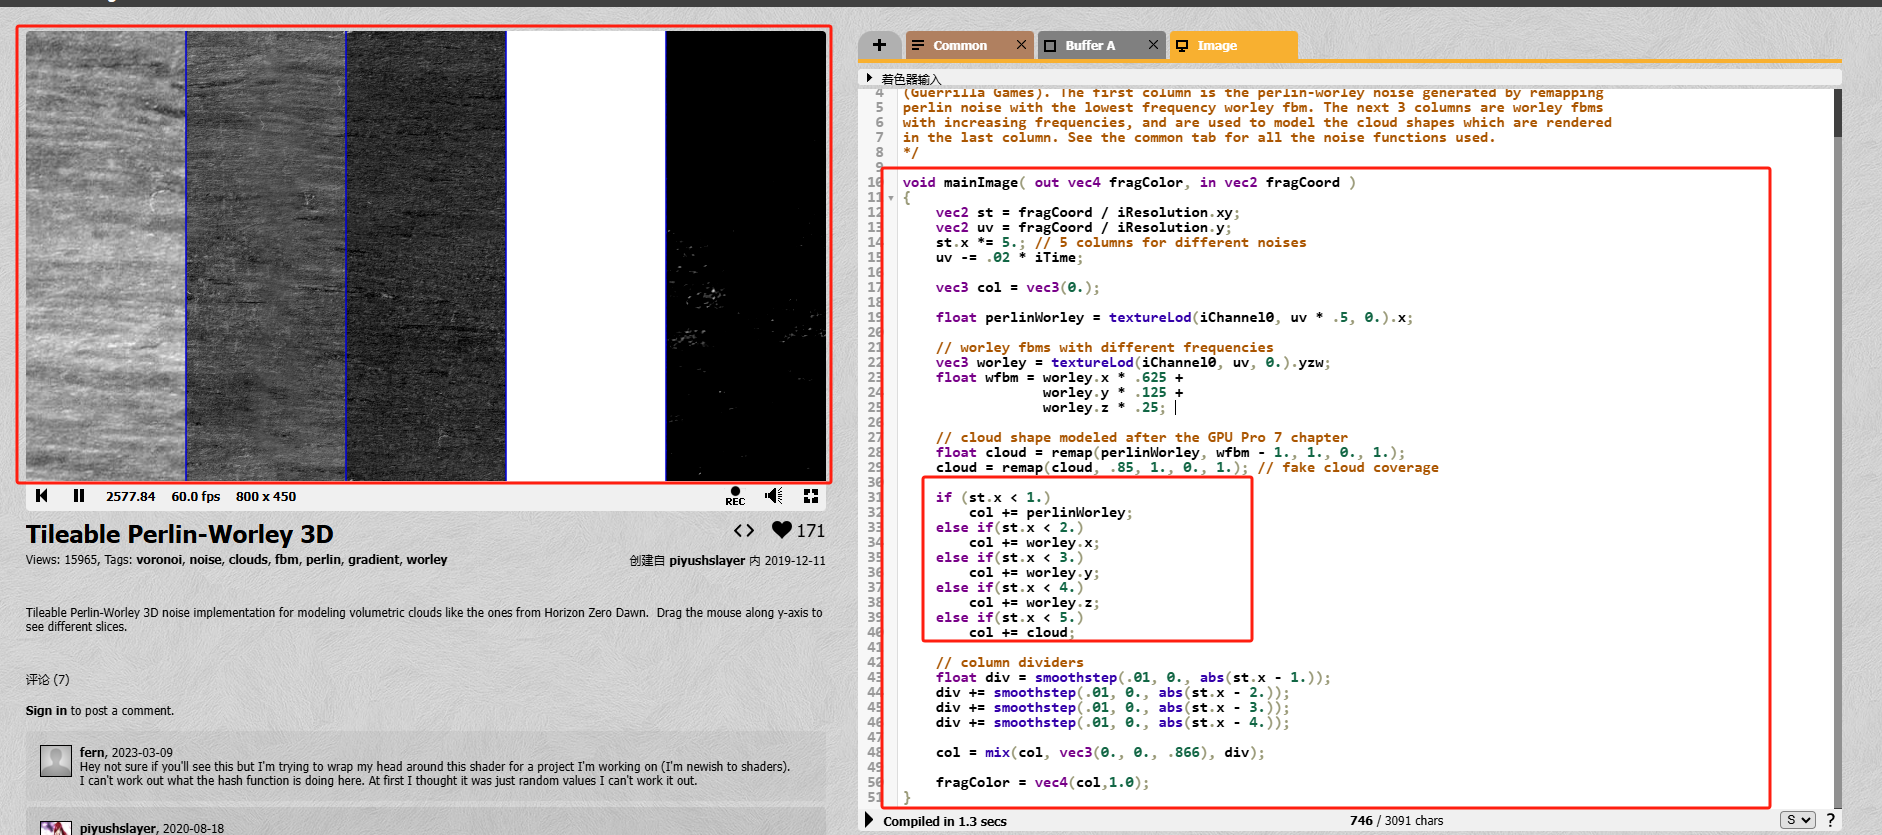 2577.84 60.0 fps 800 x 450 REC
Tileable Perlin-Worley 3D
171
Views: 15965, Tags: voronoi, noise, clouds, fbm, perlin, gradient, worley
创建自 piyushslayer 内 2019-12-11
Tileable Perlin-Worley 3D noise implementation for modeling volumetric clouds like the ones from Horizon Zero Dawn. Drag the mouse along y-axis to
see different slices.
评论 (7)
Sign in to post a comment.
fern, 2023-03-09
Hey not sure if you'll see this but I'm trying to wrap my head around this shader for a project I'm working on (I'm newish to shaders).
I can't work out what the hash function is doing here. At first I thought it was just random values I can't work it out.
piyushslayer, 2020-08-18
+ Common Buffer A Image
着色器输入
4 (Guerrilla Games). The first column is the perlin-worley noise generated by remapping
5 perlin noise with the lowest frequency worley fbm. The next 3 columns are worley fbms
6 with increasing frequencies, and are used to model the cloud shapes which are rendered
7 in the last column. See the common tab for all the noise functions used.
8 */
9
10 void mainImage( out vec4 fragColor, in vec2 fragCoord )
11 {
12 vec2 st = fragCoord / iResolution.xy;
13 vec2 uv = fragCoord / iResolution.y;
14 st.x *= 5.; // 5 columns for different noises
15 uv -= .02 * iTime;
16
17 vec3 col = vec3(0.);
18
19 float perlinWorley = textureLod(iChannel0, uv * .5, 0.).x;
20
21 // worley fbms with different frequencies
22 vec3 worley = textureLod(iChannel0, uv, 0.).yzw;
23 float wfbm = worley.x * .625 +
24 worley.y * .125 +
25 worley.z * .25;
26
27 // cloud shape modeled after the GPU Pro 7 chapter
28 float cloud = remap(perlinWorley, wfbm - 1., 1., 0., 1.);
29 cloud = remap(cloud, .85, 1., 0., 1.); // fake cloud coverage
30
31 if (st.x < 1.)
32 col += perlinWorley;
33 else if(st.x < 2.)
34 col += worley.x;
35 else if(st.x < 3.)
36 col += worley.y;
37 else if(st.x < 4.)
38 col += worley.z;
39 else if(st.x < 5.)
40 col += cloud;
41
42 // column dividers
43 float div = smoothstep(.01, 0., abs(st.x - 1.));
44 div += smoothstep(.01, 0., abs(st.x - 2.));
45 div += smoothstep(.01, 0., abs(st.x - 3.));
46 div += smoothstep(.01, 0., abs(st.x - 4.));
47
48 col = mix(col, vec3(0., 0., .866), div);
49
50 fragColor = vec4(col,1.0);
51 }
Compiled in 1.3 secs 746 / 3091 chars S ?